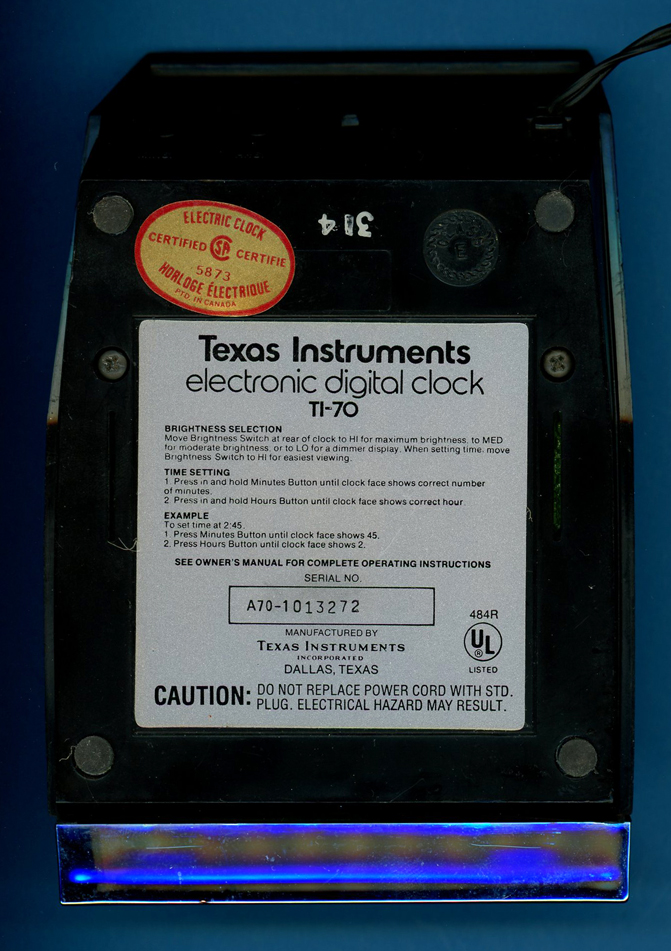 314
ELECTRIC CLOCK
CERTIFIED SA CERTIFIE
5873
HORLOGE ÉLECTRIQUE
PTD. IN CANADA
Texas Instruments
electronic digital clock
TI-70
BRIGHTNESS SELECTION
Move Brightness Switch at rear of clock to HI for maximum brightness, to MED
for moderate brightness, or to LO for a dimmer display. When setting time, move
Brightness Switch to HI for easiest viewing.
TIME SETTING
1. Press in and hold Minutes Button until clock face shows correct number
of minutes.
2. Press in and hold Hours Button until clock face shows correct hour.
EXAMPLE
To set time at 2:45.
1. Press Minutes Button until clock face shows 45.
2. Press Hours Button until clock face shows 2.
SEE OWNER'S MANUAL FOR COMPLETE OPERATING INSTRUCTIONS
SERIAL NO.
A70-1013272
484R
UL
®
LISTED
MANUFACTURED BY
TEXAS INSTRUMENTS
INCORPORATED
DALLAS, TEXAS
CAUTION: DO NOT REPLACE POWER CORD WITH STD.
PLUG. ELECTRICAL HAZARD MAY RESULT.